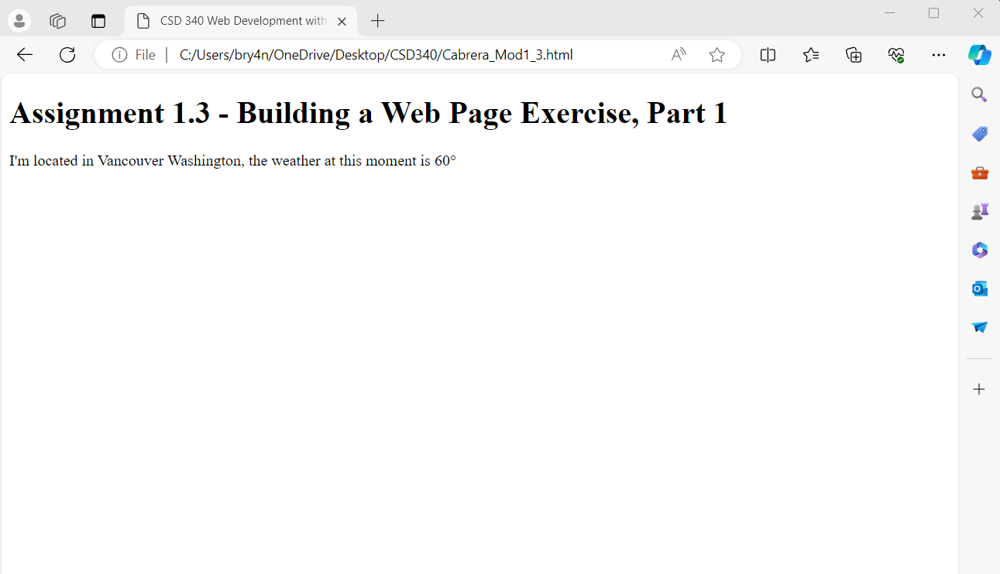 CSD 340 Web Development with
File | C:/Users/bry4n/OneDrive/Desktop/CSD340/Cabrera_Mod1_3.html
Assignment 1.3 - Building a Web Page Exercise, Part 1
I'm located in Vancouver Washington, the weather at this moment is 60°